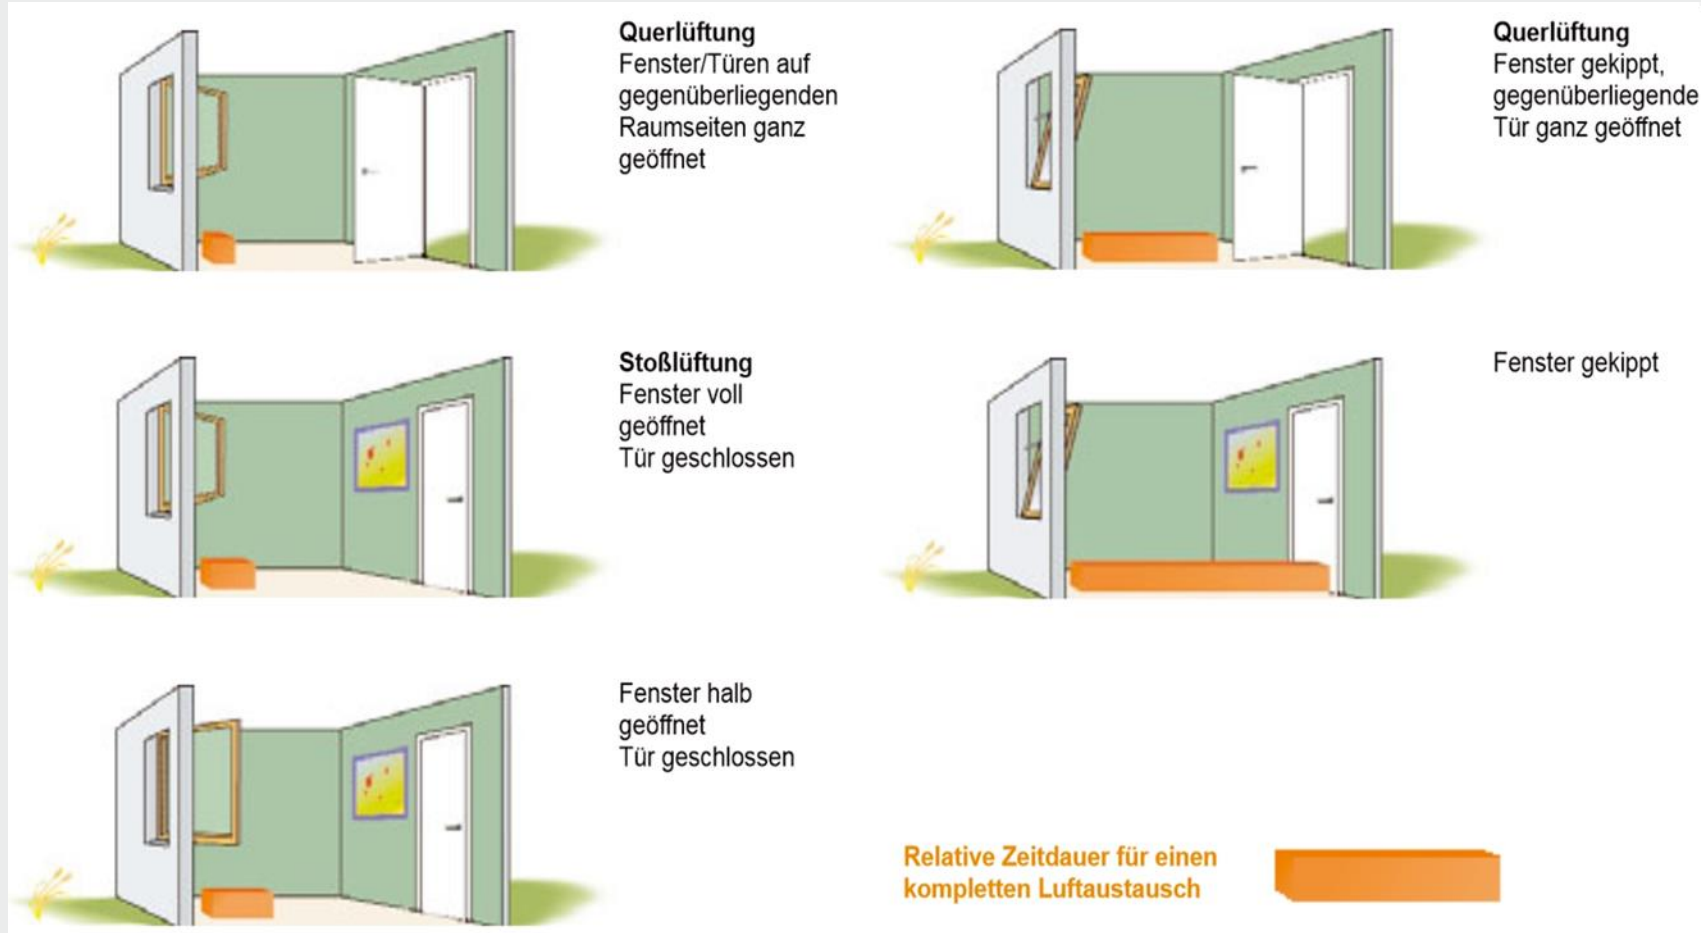 Querlüftung
Fenster/Türen auf
gegenüberliegenden
Raumseiten ganz
geöffnet
Querlüftung
Fenster gekippt,
gegenüberliegende
Tür ganz geöffnet
Stoßlüftung
Fenster voll
geöffnet
Tür geschlossen
Fenster gekippt
Fenster halb
geöffnet
Tür geschlossen
Relative Zeitdauer für einen
kompletten Luftaustausch